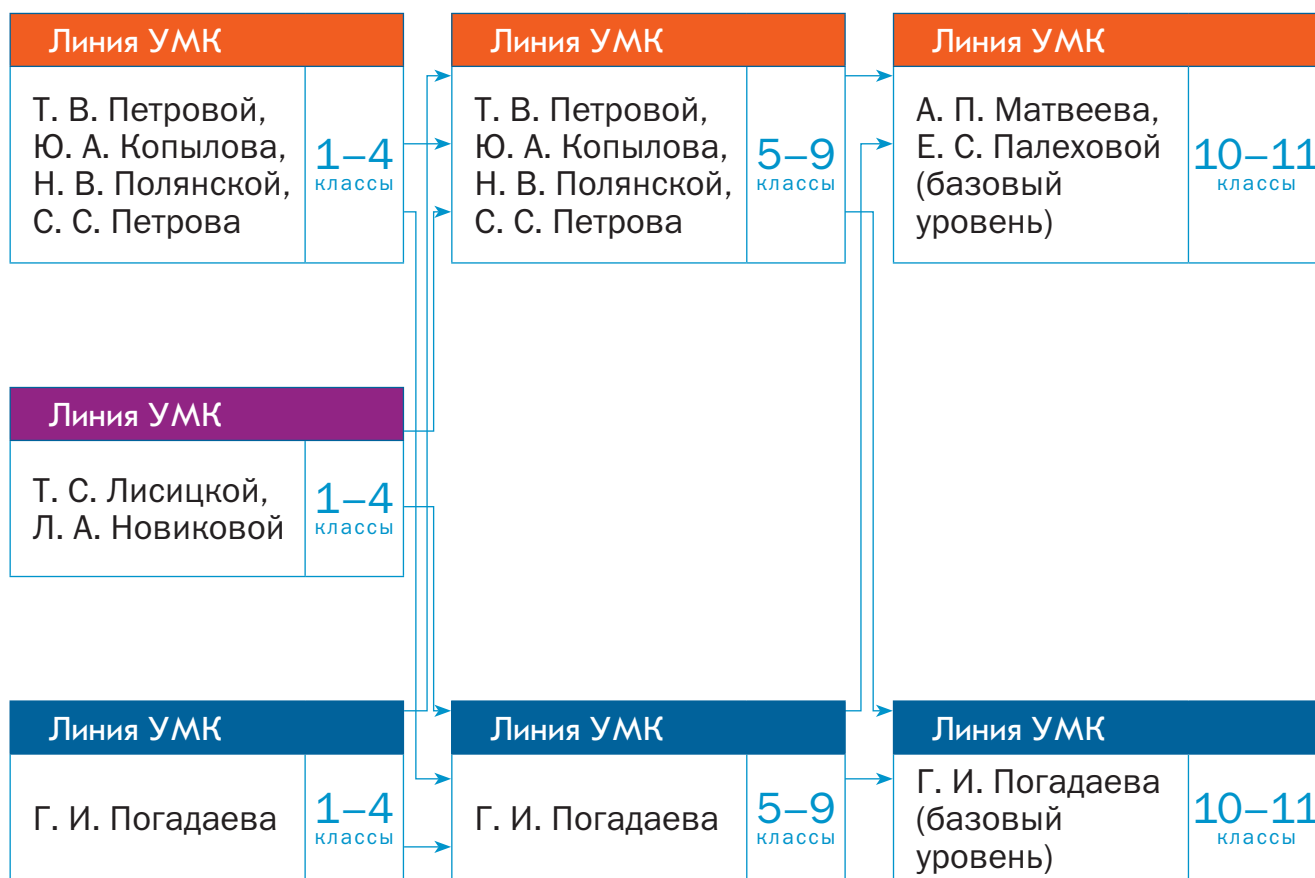 Линия УМК
Т. В. Петровой,
Ю. А. Копылова,
Н. В. Полянской,
С. С. Петрова
1–4
классы
Линия УМК
Т. В. Петровой,
Ю. А. Копылова,
Н. В. Полянской,
С. С. Петрова
5–9
классы
Линия УМК
А. П. Матвеева,
Е. С. Палеховой
(базовый
уровень)
10–11
классы
Линия УМК
Т. С. Лисицкой,
Л. А. Новиковой
1–4
классы
Линия УМК
Г. И. Погадаева
1–4
классы
Линия УМК
Г. И. Погадаева
5–9
классы
Линия УМК
Г. И. Погадаева
(базовый
уровень)
10–11
классы